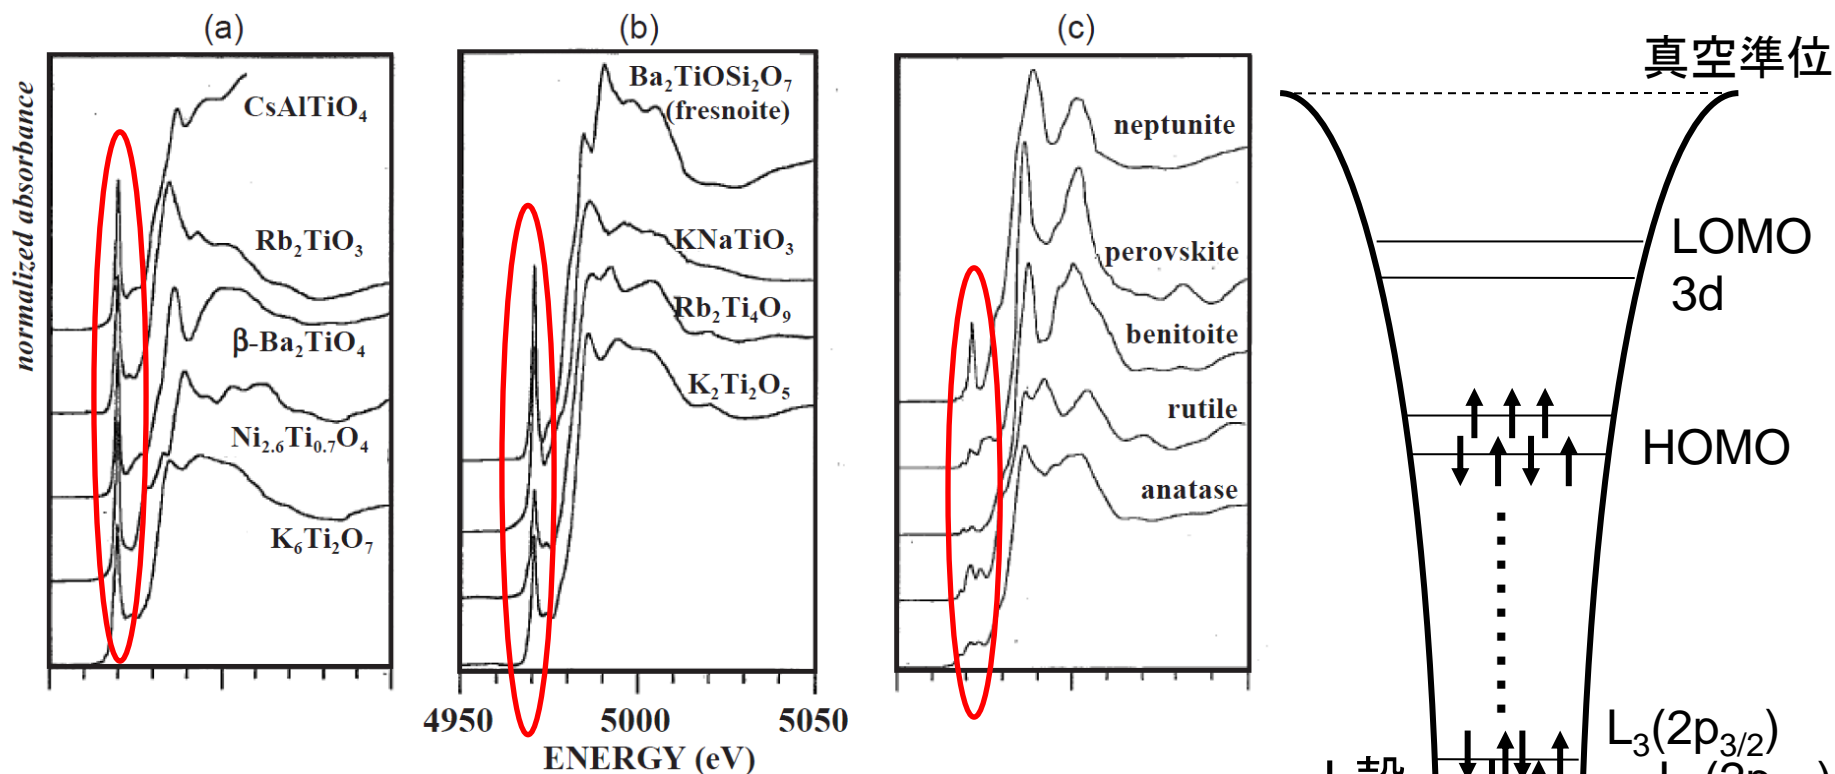 (a)
(b)
(c)
normalized absorbance
CsAlTiO₄
Rb₂TiO₃
β-Ba₂TiO₄
Ni₂.₆Ti₀.₇O₄
K₆Ti₂O₇
Ba₂TiOSi₂O₇
(fresnoite)
KNaTiO₃
Rb₂Ti₄O₉
K₂Ti₂O₅
4950
5000
5050
ENERGY (eV)
neptunite
perovskite
benitoite
rutile
anatase
真空準位
LOMO
3d
HOMO
L₃(2p₃/₂)